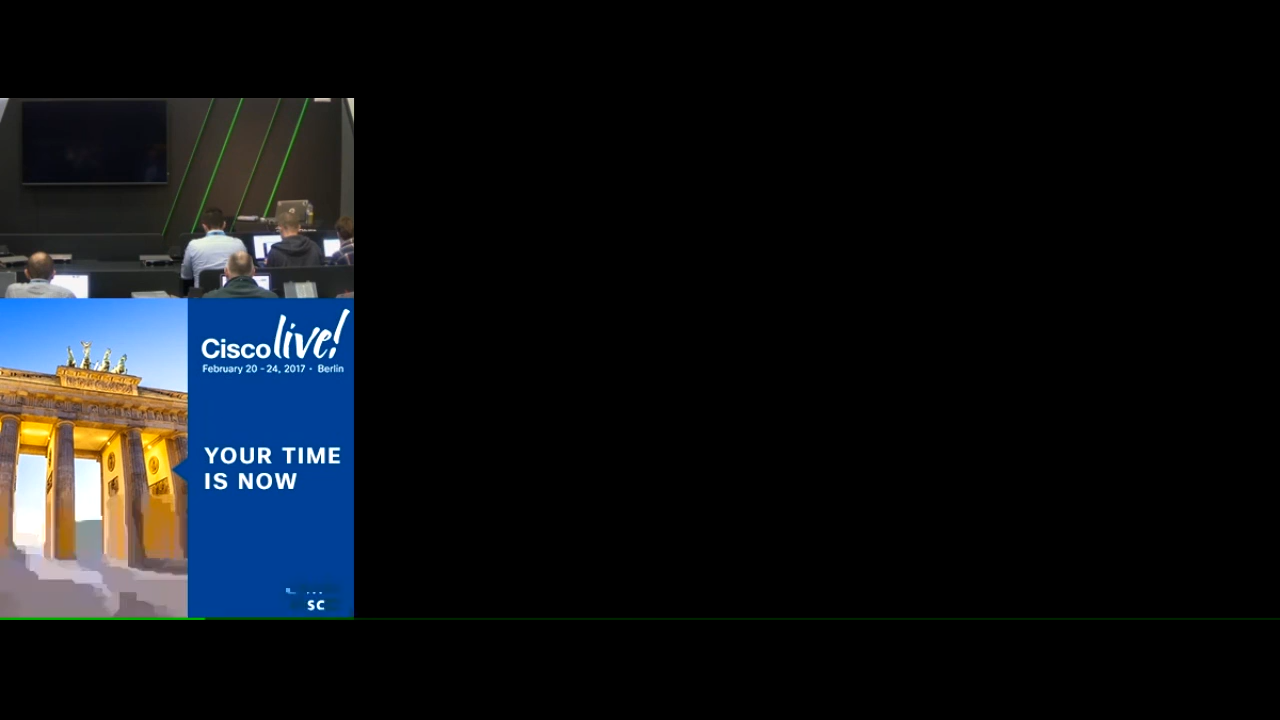 Cisco live!
February 20 - 24, 2017 • Berlin
YOUR TIME
IS NOW
SC